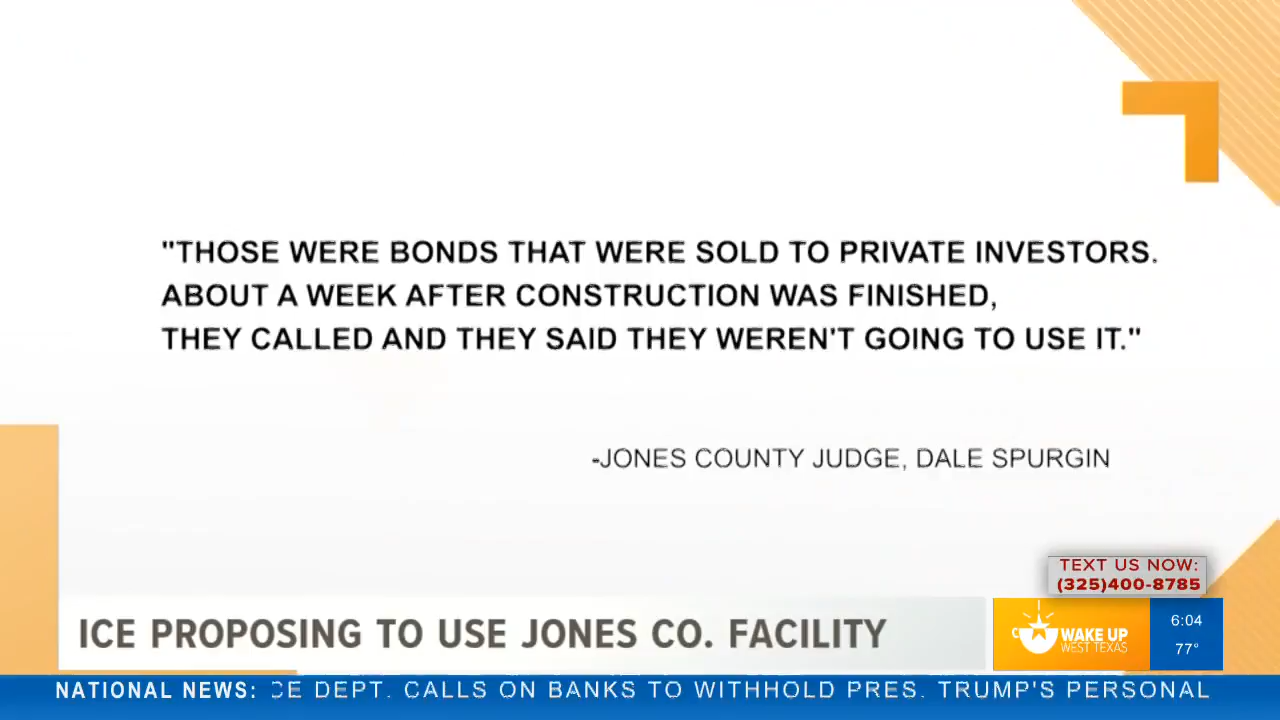 "THOSE WERE BONDS THAT WERE SOLD TO PRIVATE INVESTORS.
ABOUT A WEEK AFTER CONSTRUCTION WAS FINISHED,
THEY CALLED AND THEY SAID THEY WEREN'T GOING TO USE IT."
-JONES COUNTY JUDGE, DALE SPURGIN
TEXT US NOW:
(325)400-8785
ICE PROPOSING TO USE JONES CO. FACILITY
WAKE UP
WEST TEXAS
6:04
77°
NATIONAL NEWS: CE DEPT. CALLS ON BANKS TO WITHHOLD PRES. TRUMP'S PERSONAL